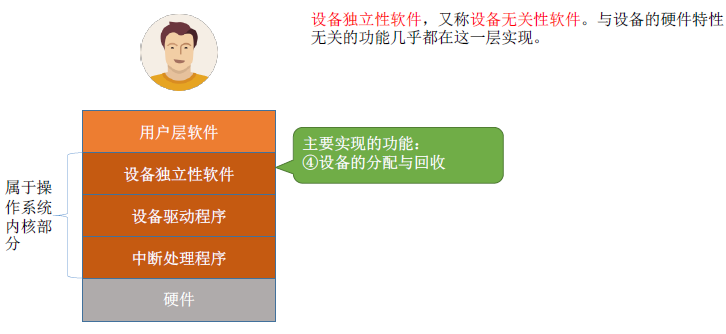 设备独立性软件，又称设备无关性软件。与设备的硬件特性
无关的功能几乎都在这一层实现。
用户层软件
主要实现的功能：
④设备的分配与回收
设备独立性软件
属于操
作系统
内核部
分
设备驱动程序
中断处理程序
硬件